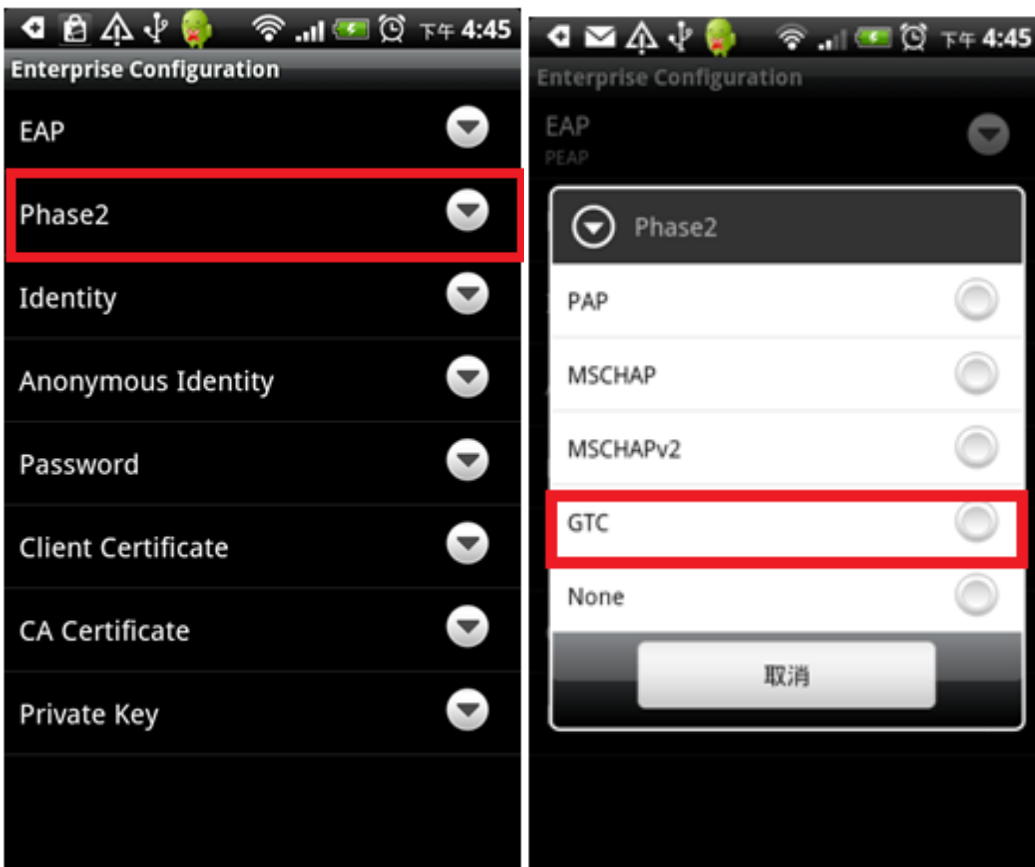 下午 4:45
Enterprise Configuration
EAP
Phase2
Identity
Anonymous Identity
Password
Client Certificate
CA Certificate
Private Key
下午 4:45
Enterprise Configuration
EAP
PEAP
Phase2
PAP
MSCHAP
MSCHAPv2
GTC
None
取消